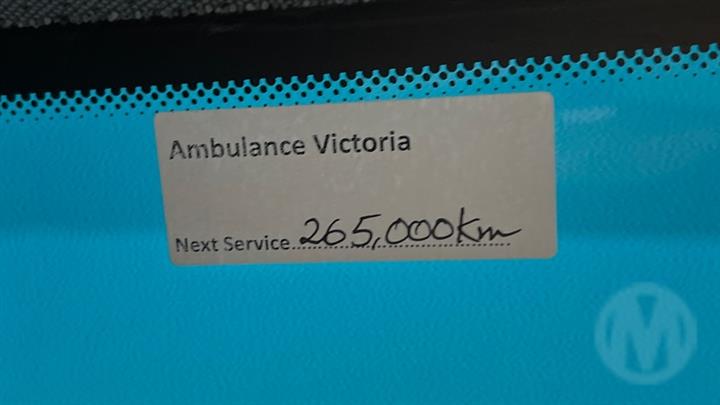 Ambulance Victoria
Next Service 265,000km
M